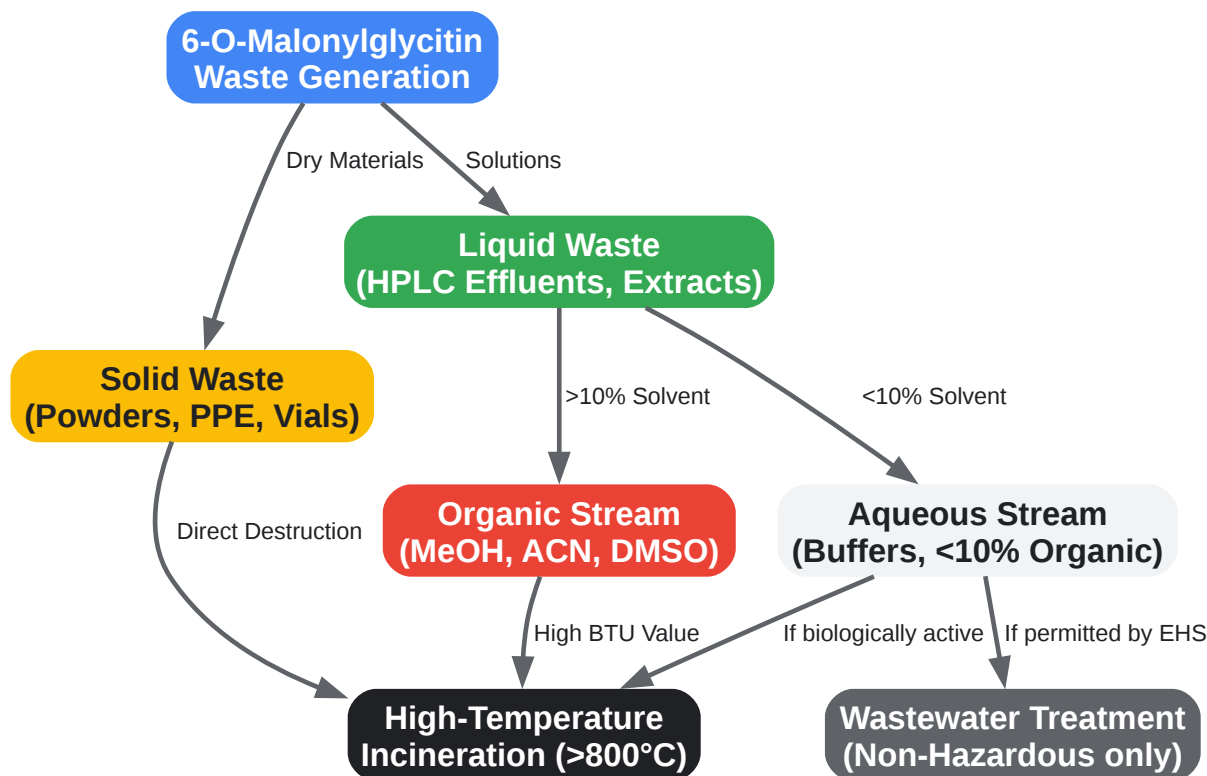 6-O-Malonylglycitin
Waste Generation
Dry Materials
Solutions
Liquid Waste
(HPLC Effluents, Extracts)
Solid Waste
(Powders, PPE, Vials)
>10% Solvent
<10% Solvent
Organic Stream
(MeOH, ACN, DMSO)
Aqueous Stream
(Buffers, <10% Organic)
Direct Destruction
High BTU Value
If biologically active
If permitted by EHS
High-Temperature
Incineration (>800°C)
Wastewater Treatment
(Non-Hazardous only)